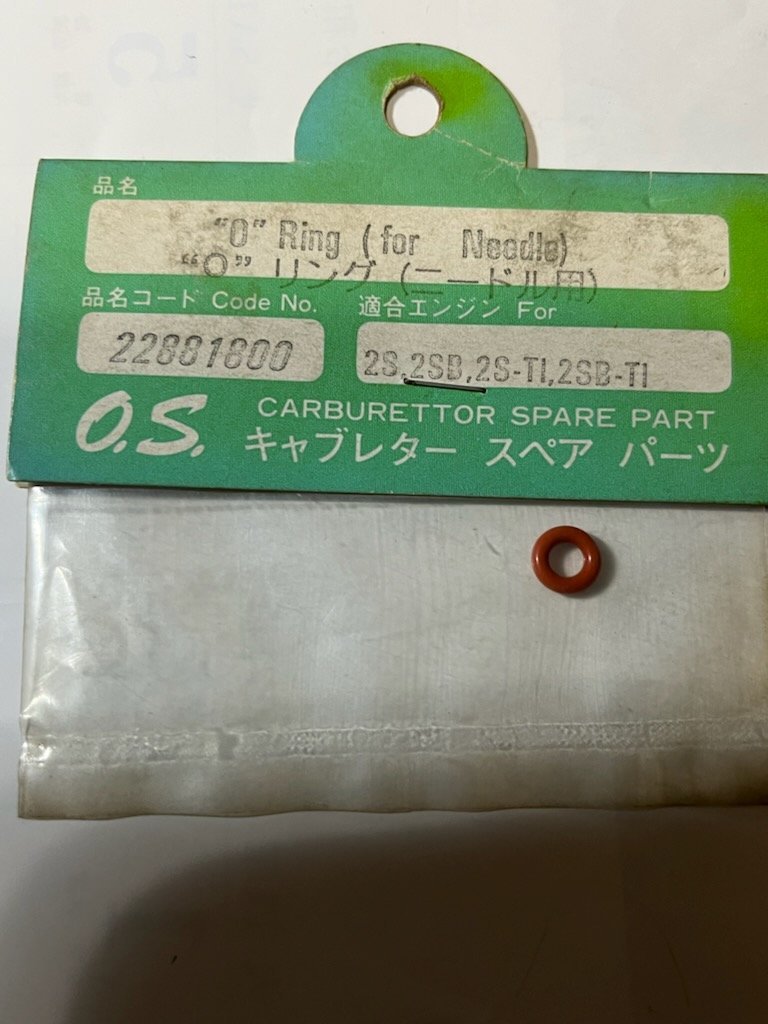 品名
“O” Ring (for Needle)
“O” リング (ニードル用)
品名コード Code No.
22881800
適合エンジン For
2S,2SB,2S-TI,2SB-TI
O.S.
CARBURETTOR SPARE PART
キャブレター スペア パーツ